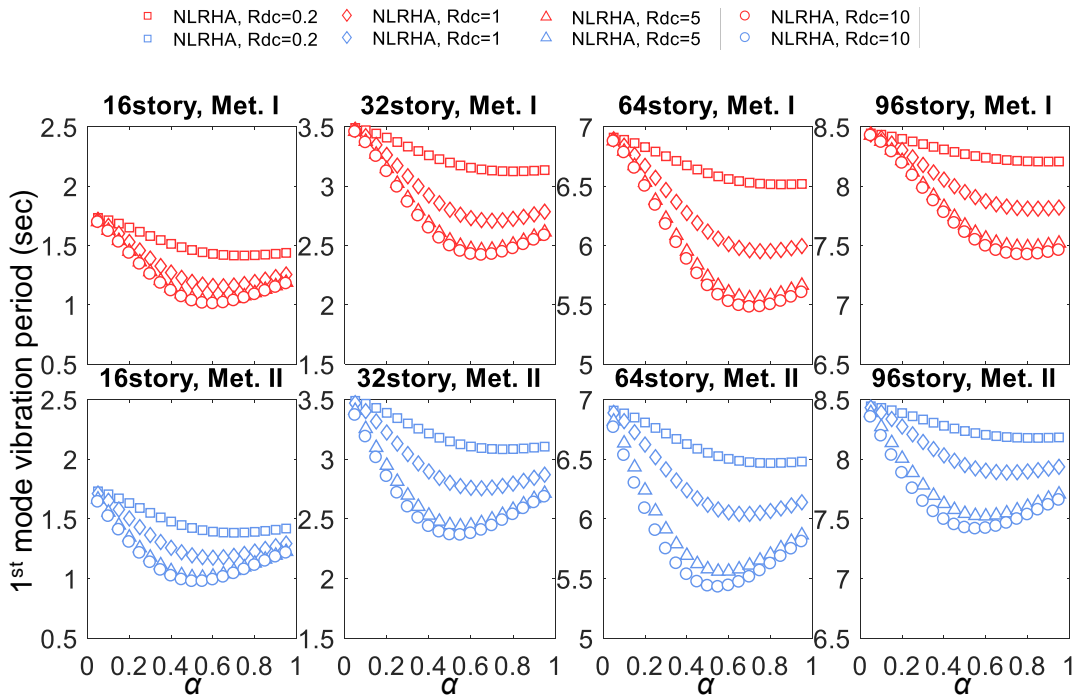 NLRHA, Rdc=0.2 NLRHA, Rdc=1 NLRHA, Rdc=5 NLRHA, Rdc=10
NLRHA, Rdc=0.2 NLRHA, Rdc=1 NLRHA, Rdc=5 NLRHA, Rdc=10
1st mode vibration period (sec)
16story, Met. I 32story, Met. I 64story, Met. I 96story, Met. I
2.5 3.5 7 8.5
2 3 6.5 8
1.5 2.5 6 7.5
1 2 5.5 7
0.5 1.5 5 6.5
16story, Met. II 32story, Met. II 64story, Met. II 96story, Met. II
2.5 3.5 7 8.5
2 3 6.5 8
1.5 2.5 6 7.5
1 2 5.5 7
0.5 1.5 5 6.5
0 0.2 0.4 0.6 0.8 1 0 0.2 0.4 0.6 0.8 1 0 0.2 0.4 0.6 0.8 1 0 0.2 0.4 0.6 0.8 1
α α α α